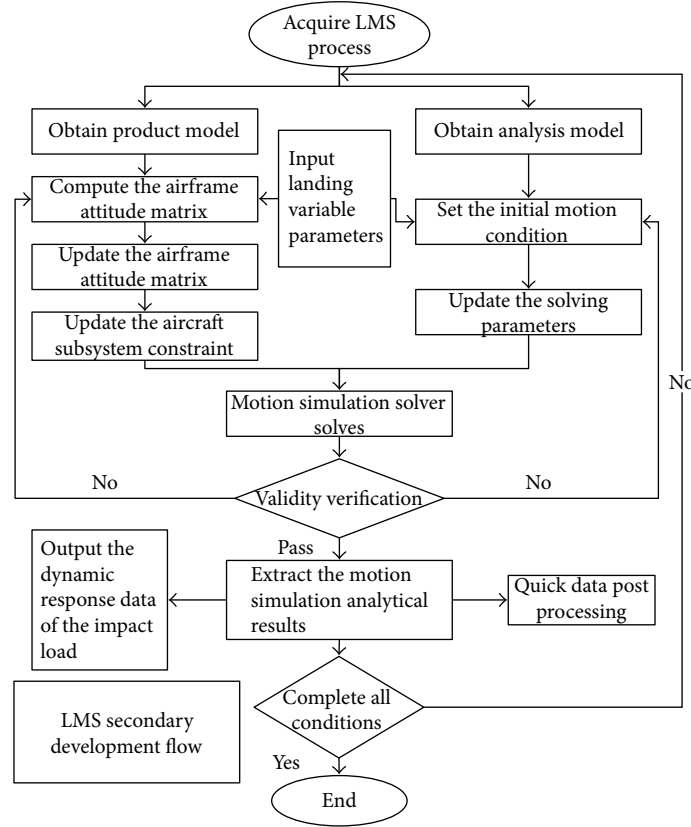 Acquire LMS
process
Obtain product model
Obtain analysis model
Input
landing
variable
parameters
Compute the airframe
attitude matrix
Set the initial motion
condition
Update the airframe
attitude matrix
Update the solving
parameters
Update the aircraft
subsystem constraint
No
Motion simulation solver
solves
No
Validity verification
No
Pass
Output the
dynamic
response data
of the impact
load
Extract the motion
simulation analytical
results
Quick data post
processing
Complete all
conditions
LMS secondary
development flow
Yes
End